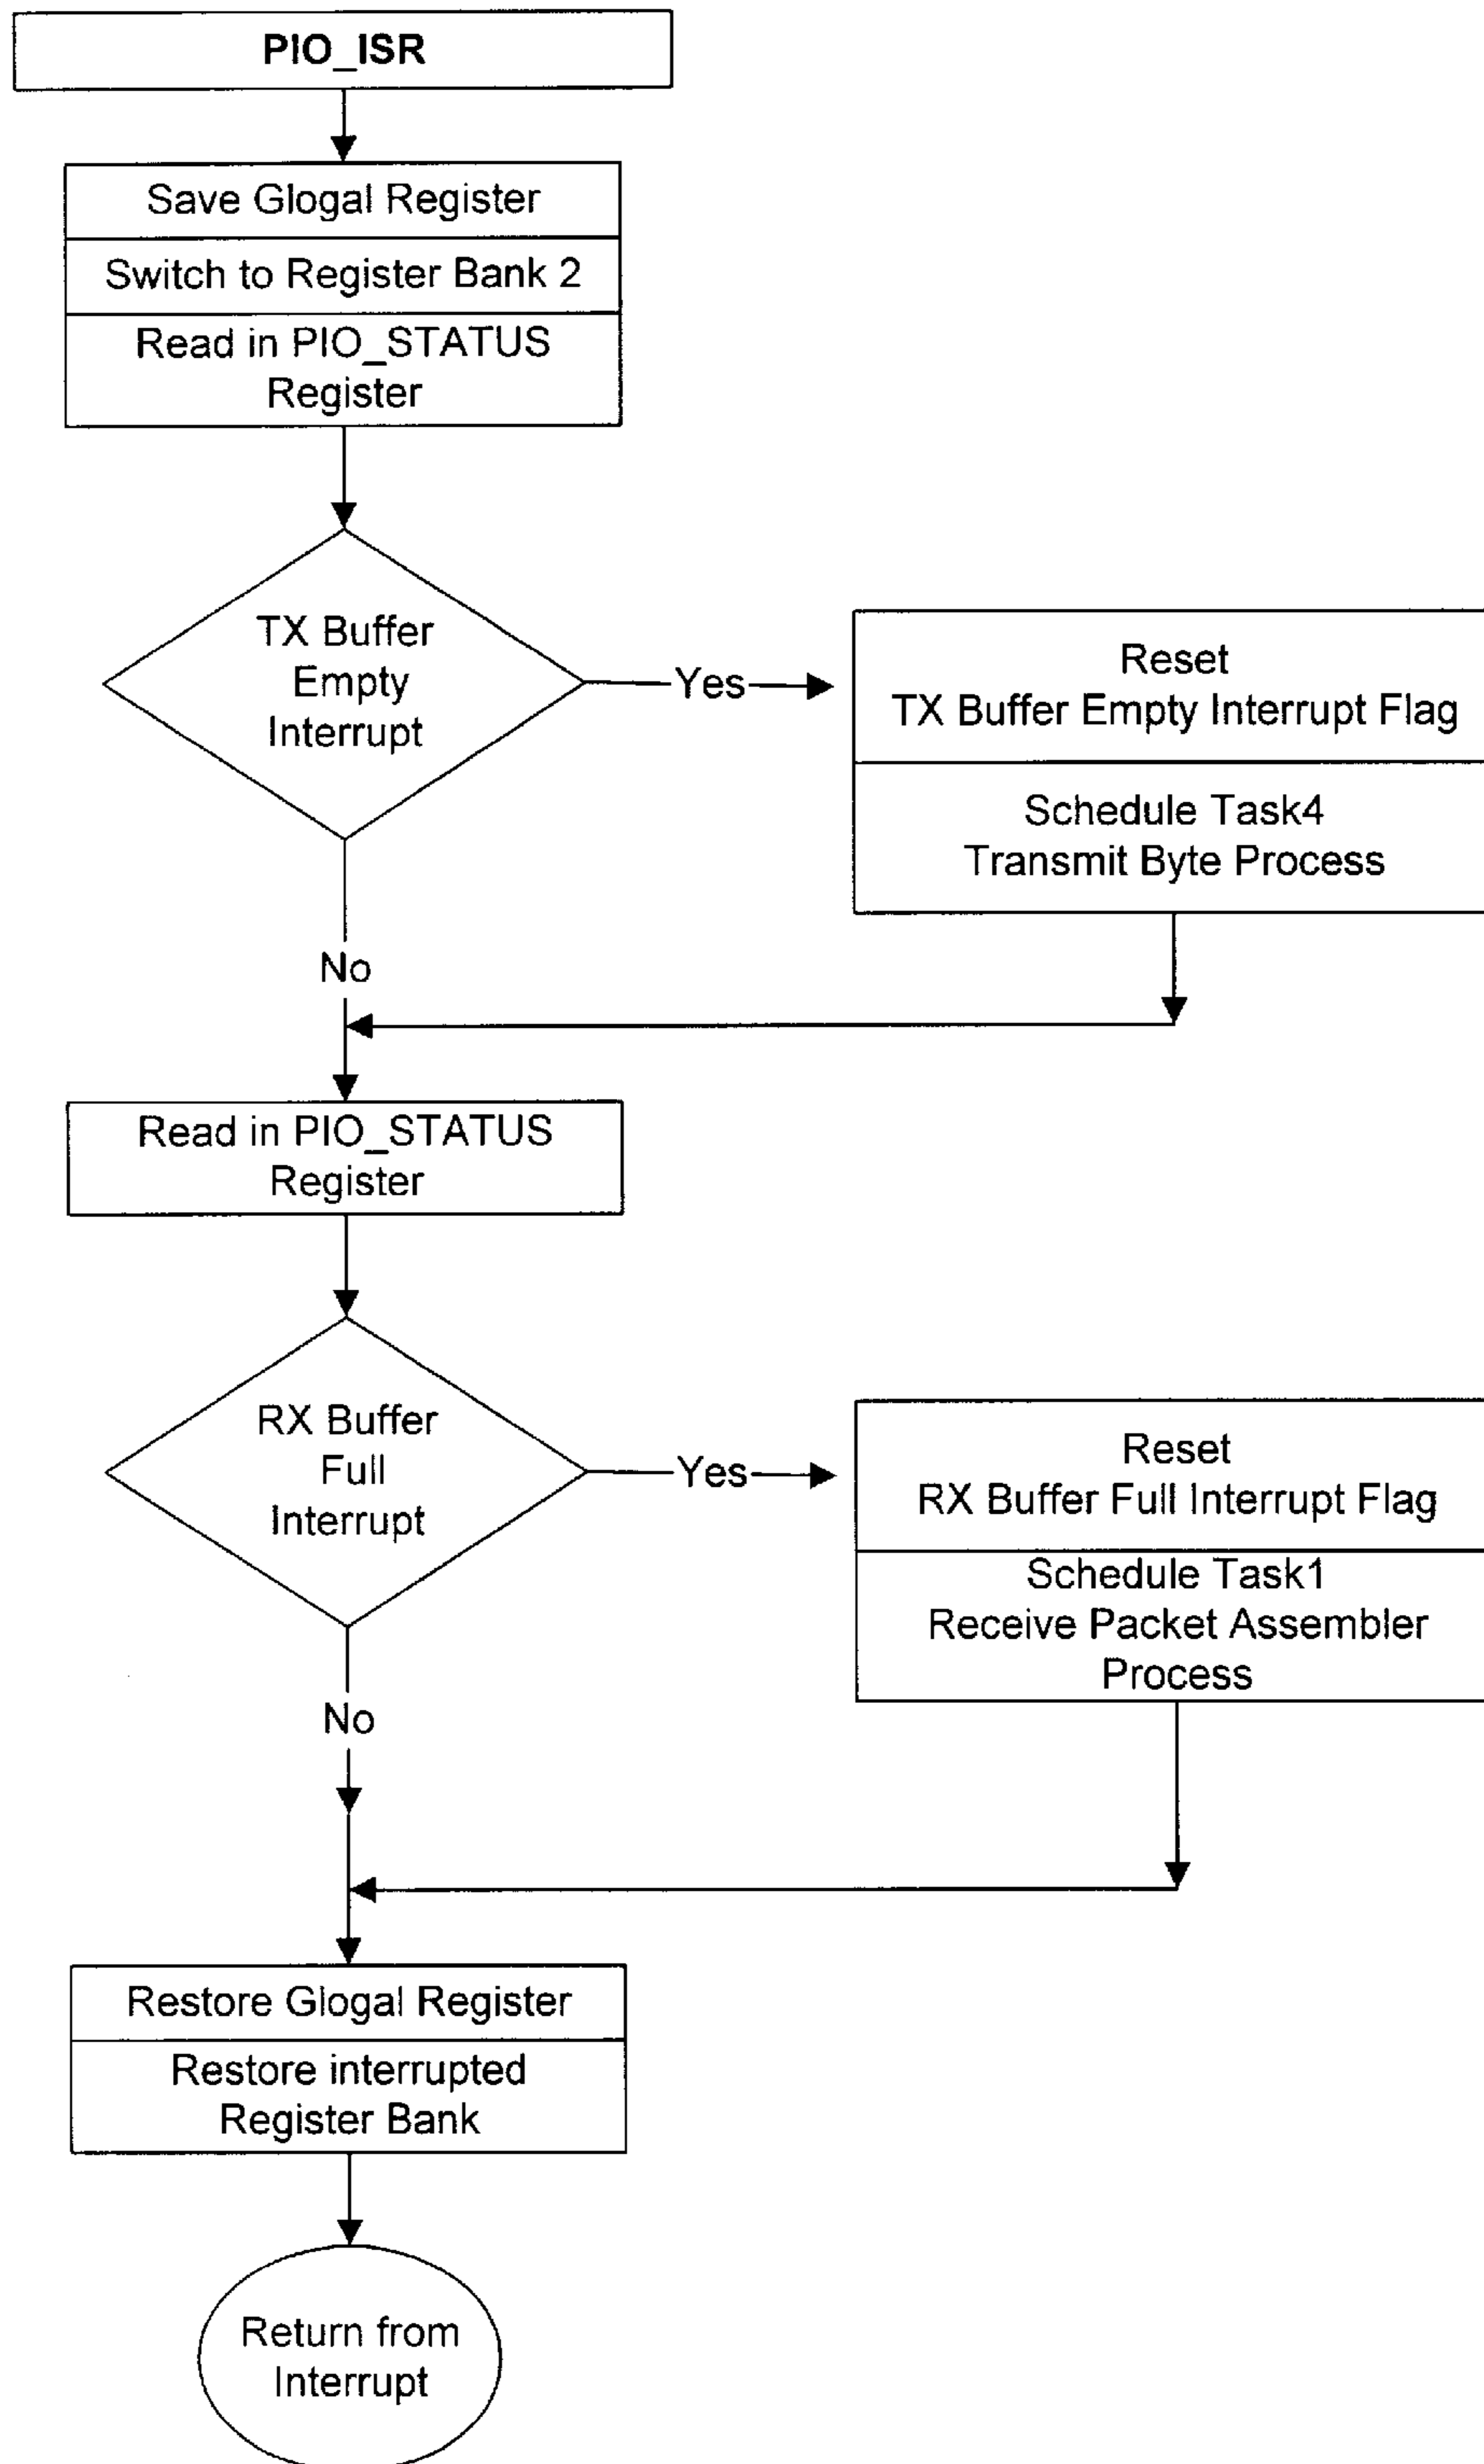 PIO_ISR
Save Glogal Register
Switch to Register Bank 2
Read in PIO_STATUS
Register
TX Buffer
Empty
Interrupt
Yes
Reset
TX Buffer Empty Interrupt Flag
Schedule Task4
Transmit Byte Process
No
Read in PIO_STATUS
Register
RX Buffer
Full
Interrupt
Yes
Reset
RX Buffer Full Interrupt Flag
Schedule Task1
Receive Packet Assembler
Process
No
Restore Glogal Register
Restore interrupted
Register Bank
Return from
Interrupt